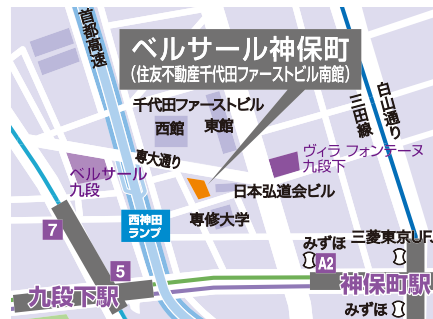 首都高速
ベルサール神保町
(住友不動産千代田ファーストビル南館)
千代田ファーストビル
西館
東館
三田線
白山通り
専大通り
ヴィラ フォンテーヌ
九段下
ベルサール
九段
日本弘道会ビル
専修大学
西神田
ランプ
7
5
九段下駅
みずほ
A2
三菱東京UFJ
神保町駅
みずほ